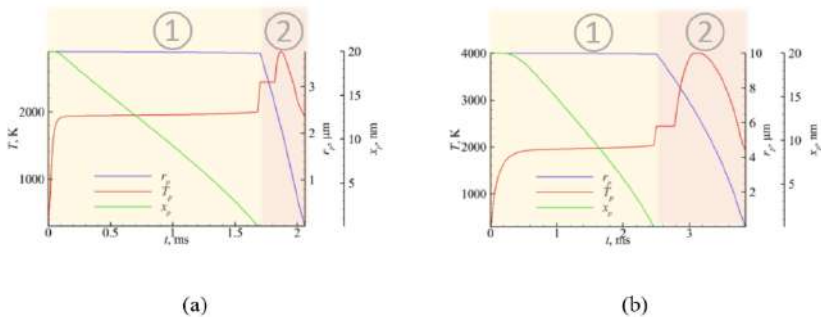 ① ②
T, K
2000
1000
0 0.5 1 1.5 2
t, ms
3
2
1
r_p, μm
20
15
10
5
x_p, nm
r_p
T_p
x_p
(a)
① ②
T, K
4000
3000
2000
1000
0 1 2 3
t, ms
10
8
6
4
2
r_p, μm
20
15
10
5
x_p, nm
r_p
T_p
x_p
(b)